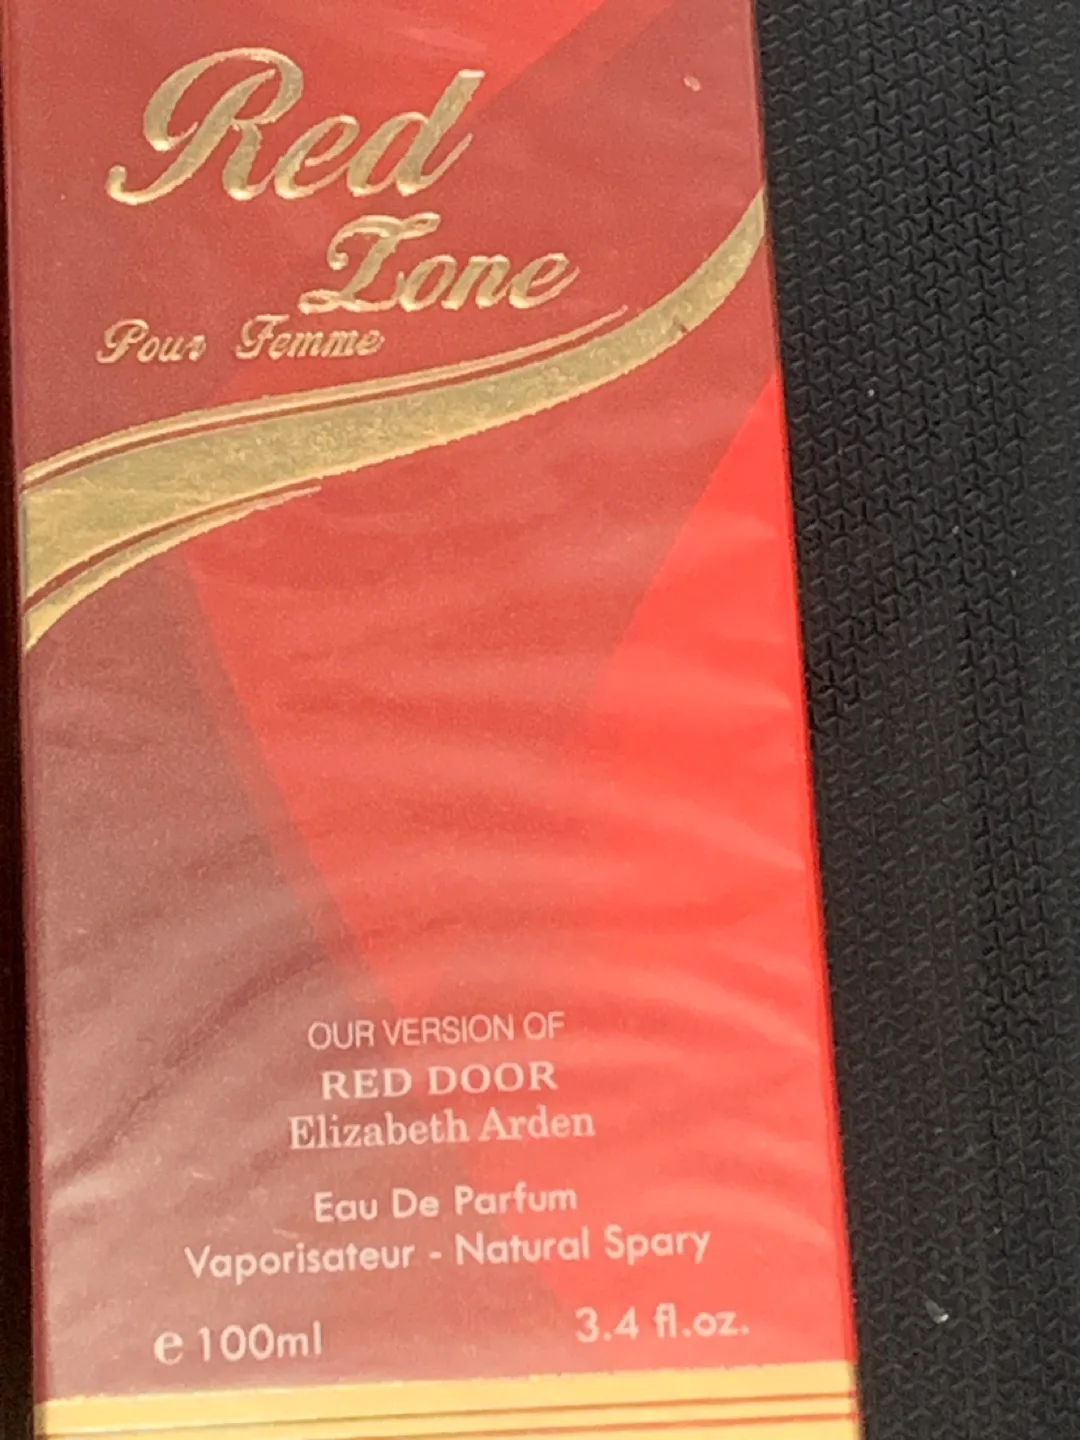 Red
Zone
Pour Femme
OUR VERSION OF
RED DOOR
Elizabeth Arden
Eau De Parfum
Vaporisateur - Natural Spary
e 100ml
3.4 fl.oz.